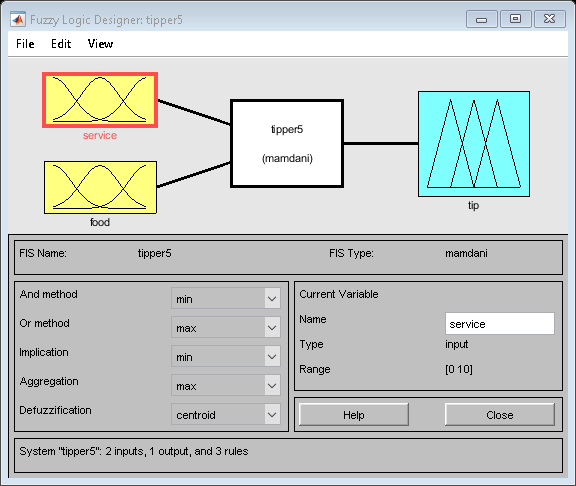 Fuzzy Logic Designer: tipper5
File Edit View
service
food
tipper5
(mamdani)
tip
FIS Name: tipper5 FIS Type: mamdani
And method min
Or method max
Implication min
Aggregation max
Defuzzification centroid
Current Variable
Name service
Type input
Range [0 10]
Help Close
System "tipper5": 2 inputs, 1 output, and 3 rules